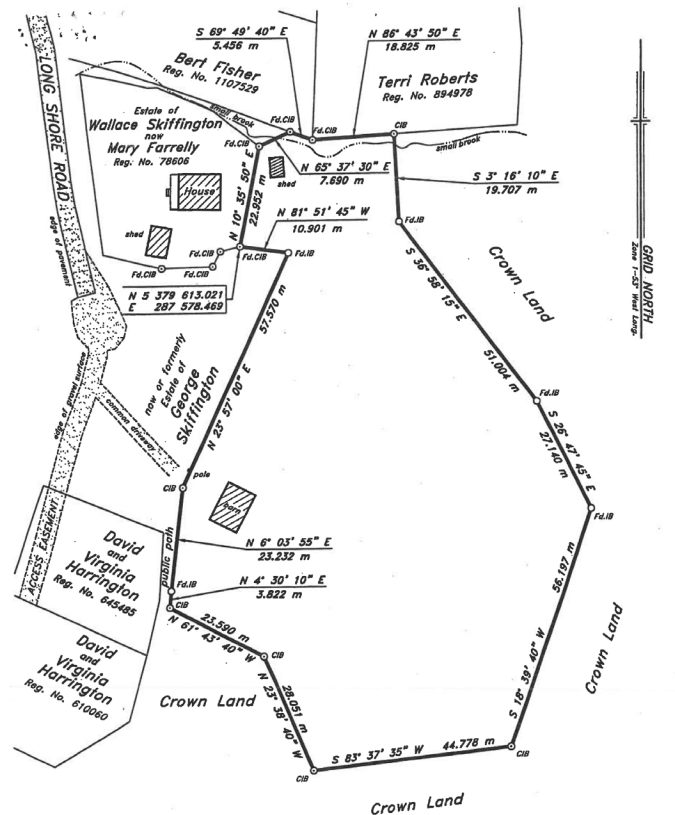 S 69° 49' 40" E
5.456 m
N 86° 43' 50" E
18.825 m
Bert Fisher
Reg. No. 1107529
Terri Roberts
Reg. No. 894978
LONG SHORE ROAD
small brook
Estate of
Wallace Skiffington
now
Mary Farrelly
Reg. No. 78606
Fd.CIB
Fd.CIB
CIB
small brook
Fd.CIB
N 65° 37' 30" E
7.690 m
S 3° 16' 10" E
19.707 m
shed
House
N 10° 35' 50" E
22.952 m
N 81° 51' 45" W
10.901 m
shed
Fd.IB
Fd.CIB
Fd.CIB
Fd.CIB
Fd.IB
edge of pavement
Crown Land
GRID NORTH
Zone 1-53° West Long.
N 5 379 613.021
E 287 578.469
S 36° 58' 15" E
51.004 m
57.570 m
N 23° 57' 00" E
now or formerly
Estate of
George
Skiffington
edge of gravel surface
common driveway
Fd.IB
S 26° 47' 45" E
27.140 m
pole
CIB
barn
Fd.IB
ACCESS EASEMENT
David
and
Virginia
Harrington
Reg. No. 645485
public path
N 6° 03' 55" E
23.232 m
56.197 m
S 18° 39' 40" W
Fd.IB
N 4° 30' 10" E
3.822 m
CIB
23.590 m
N 61° 43' 40" W
Crown Land
David
and
Virginia
Harrington
Reg. No. 610060
CIB
28.051 m
N 23° 38' 40" W
Crown Land
S 83° 37' 35" W 44.778 m
CIB
CIB
Crown Land